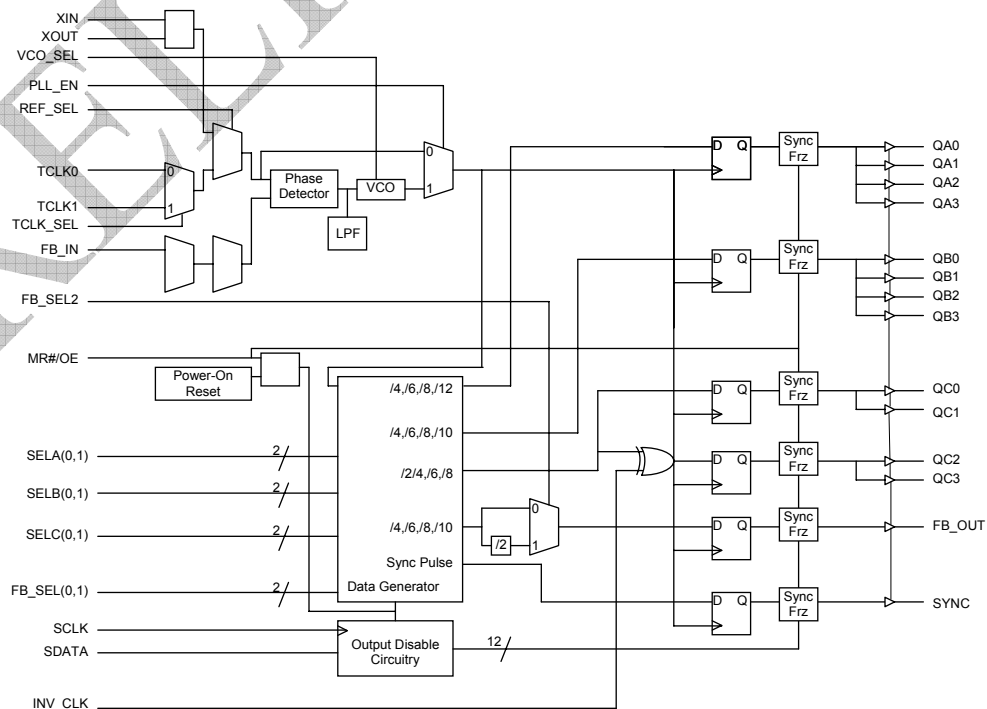 XIN
XOUT
VCO_SEL
PLL_EN
REF_SEL
TCLK0
TCLK1
TCLK_SEL
FB_IN
FB_SEL2
MR#/OE
SELA(0,1)
SELB(0,1)
SELC(0,1)
FB_SEL(0,1)
SCLK
SDATA
INV_CLK
0
1
Phase
Detector
LPF
VCO
0
1
Power-On
Reset
2
2
2
2
/4,/6,/8,/12
/4,/6,/8,/10
/2/4,/6,/8
/4,/6,/8,/10
Sync Pulse
Data Generator
Output Disable
Circuitry
12
/2
0
1
D Q
D Q
D Q
D Q
D Q
D Q
Sync
Frz
Sync
Frz
Sync
Frz
Sync
Frz
Sync
Frz
Sync
Frz
QA0
QA1
QA2
QA3
QB0
QB1
QB2
QB3
QC0
QC1
QC2
QC3
FB_OUT
SYNC